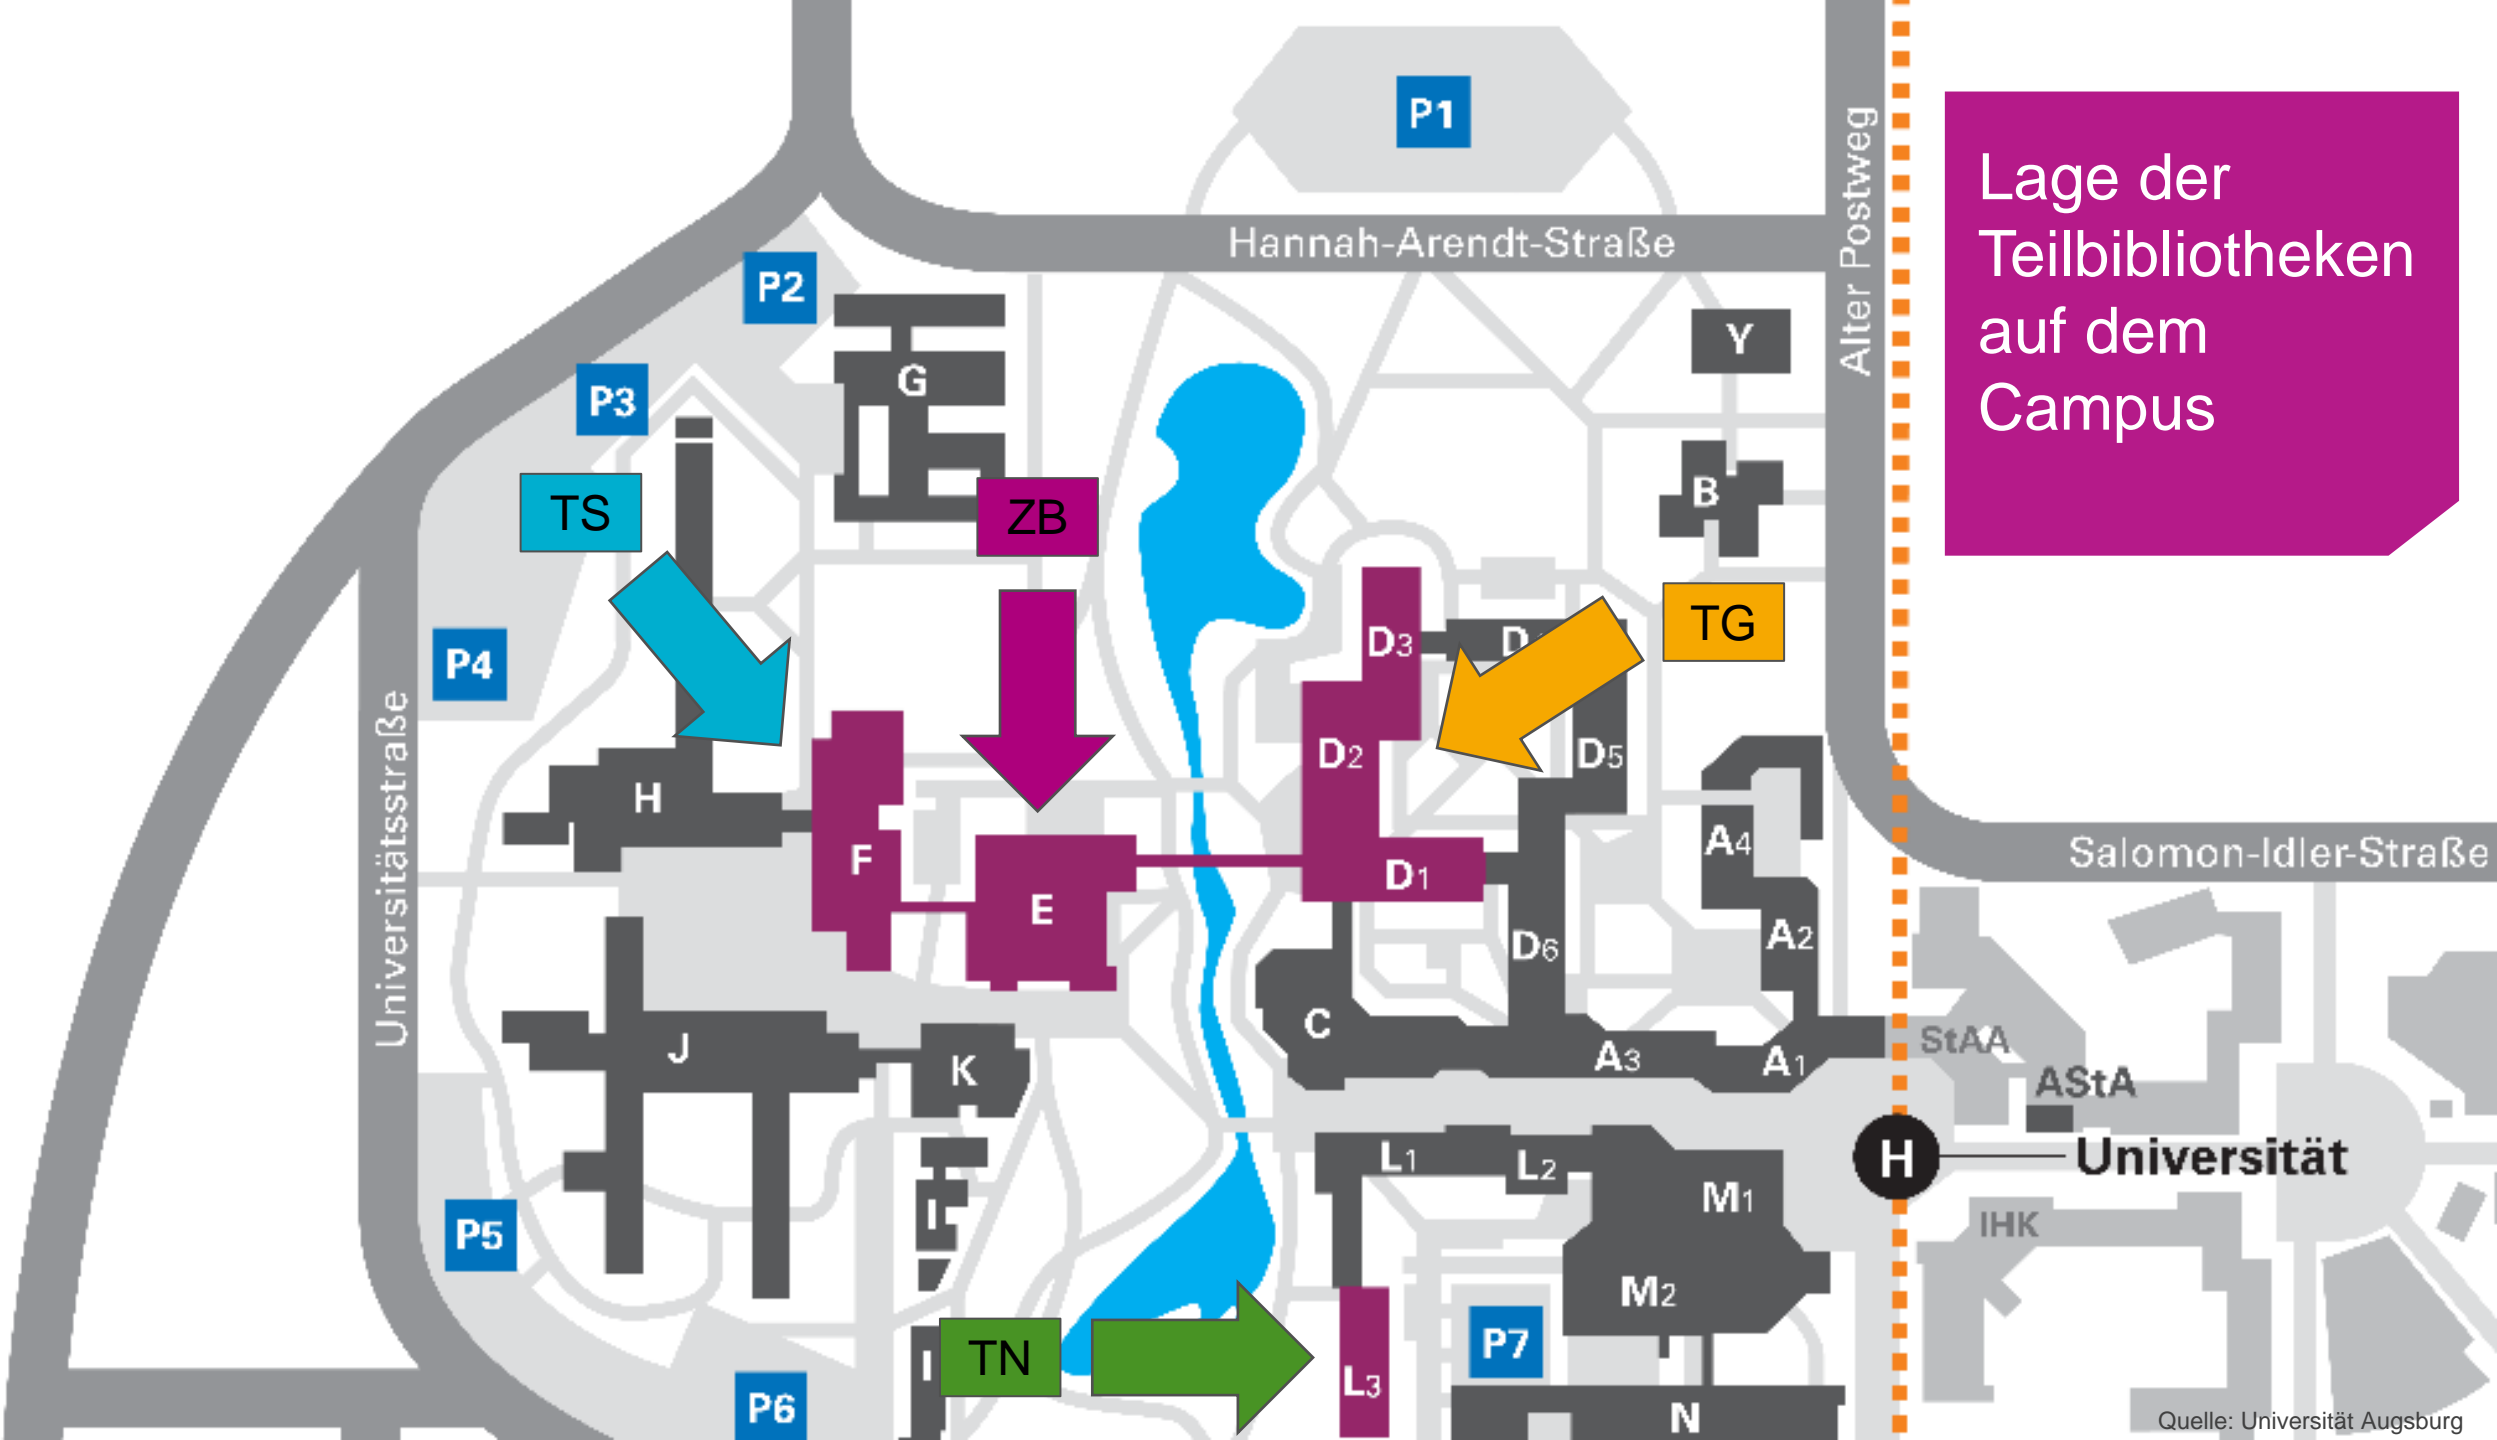 Lage der
Teilbibliotheken
auf dem
Campus
P1
Hannah-Arendt-Straße
Alter Postweg
P2
P3
G
Y
B
TS
ZB
TG
P4
D3
D2
D5
Universitätsstraße
H
F
E
D1
A4
Salomon-Idler-Straße
D6
A2
C
J
K
A3
A1
StAA
AStA
H
Universität
L1
L2
M1
I
P5
IHK
M2
TN
I
P7
L3
P6
N
Quelle: Universität Augsburg